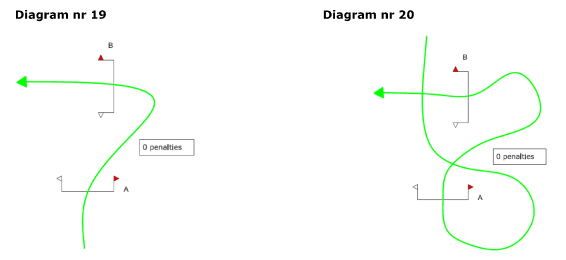 Diagram nr 19
Diagram nr 20
B
B
0 penalties
0 penalties
A
A